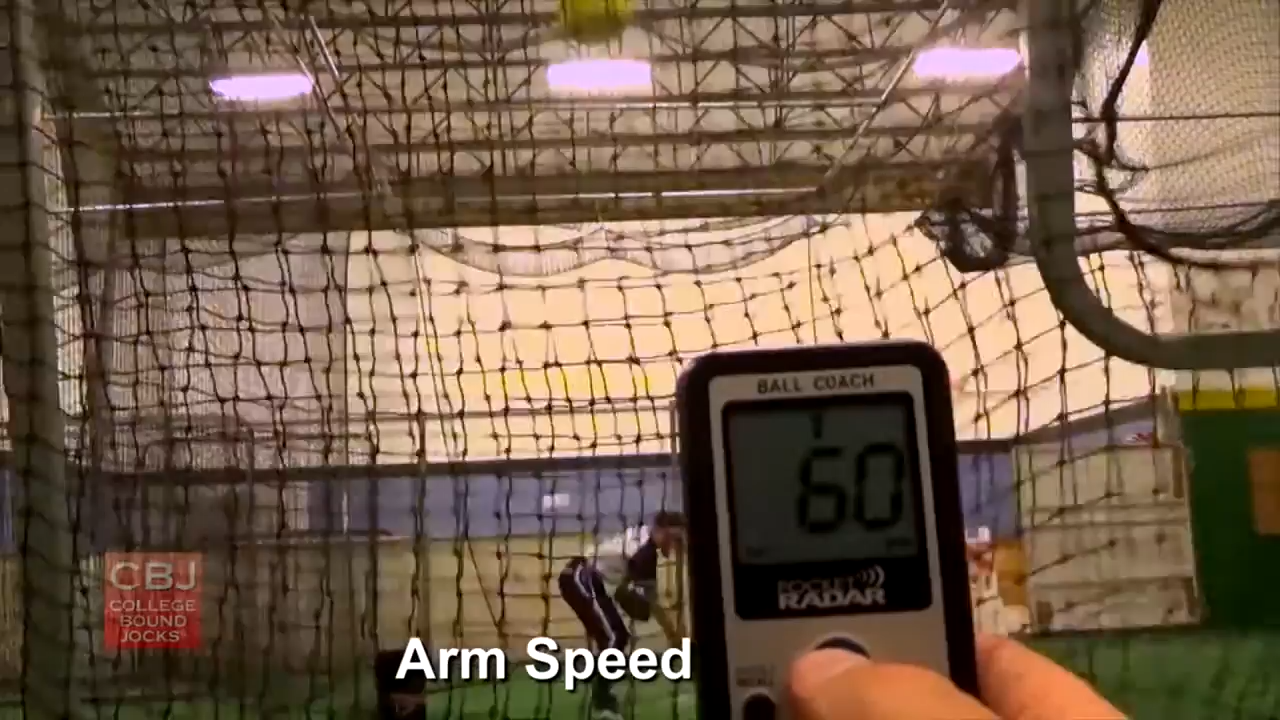 BALL COACH
60
POCKET
RADAR
CBJ
COLLEGE
BOUND
JOCKS
Arm Speed